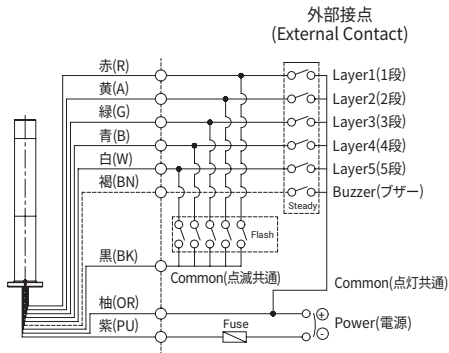 外部接点
(External Contact)
赤(R)
黄(A)
緑(G)
青(B)
白(W)
褐(BN)
黒(BK)
柚(OR)
紫(PU)
Layer1(1段)
Layer2(2段)
Layer3(3段)
Layer4(4段)
Layer5(5段)
Buzzer(ブザー)
Steady
Flash
Common(点滅共通)
Common(点灯共通)
Fuse
+
Power(電源)
-